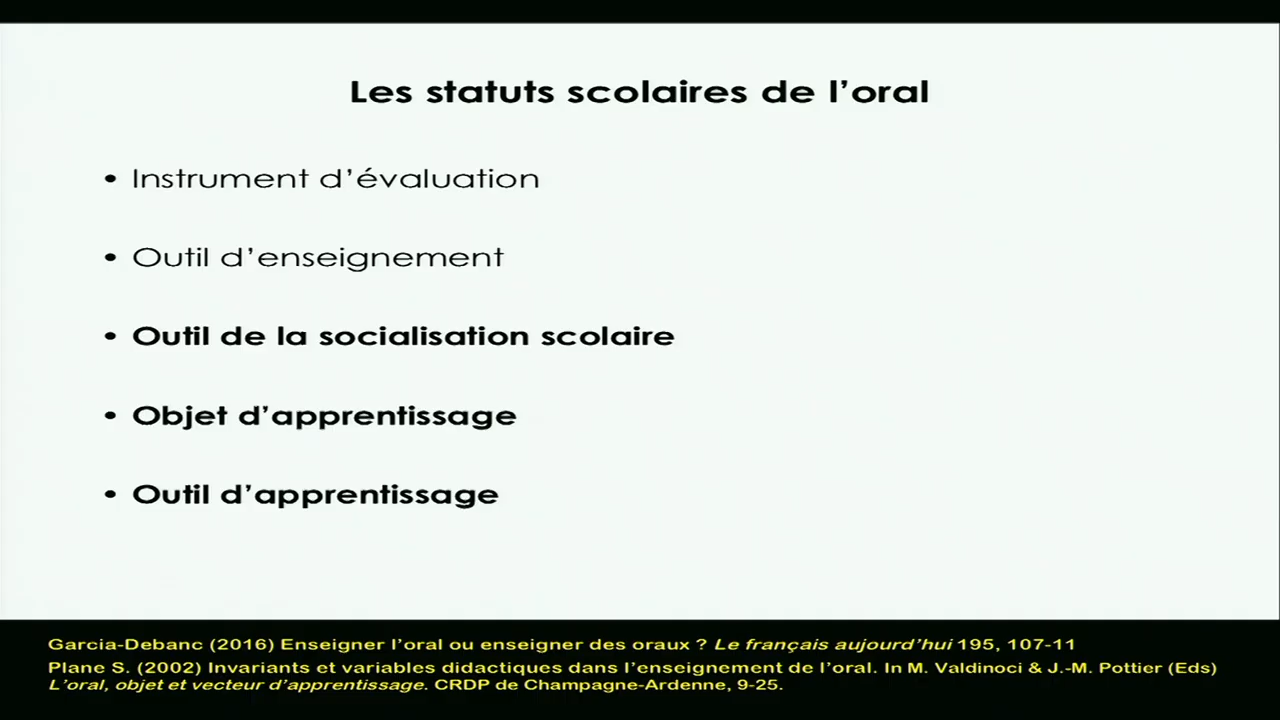 Les statuts scolaires de l'oral
• Instrument d'évaluation
• Outil d'enseignement
• Outil de la socialisation scolaire
• Objet d'apprentissage
• Outil d'apprentissage
Garcia-Debanc (2016) Enseigner l'oral ou enseigner des oraux ? Le français aujourd'hui 195, 107-11
Plane S. (2002) Invariants et variables didactiques dans l'enseignement de l'oral. In M. Valdinoci & J.-M. Pottier (Eds)
L'oral, objet et vecteur d'apprentissage. CRDP de Champagne-Ardenne, 9-25.